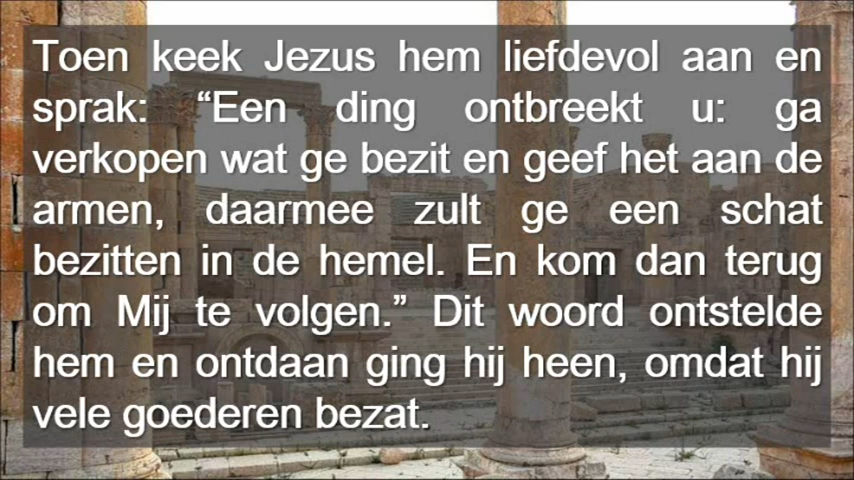 Toen keek Jezus hem liefdevol aan en
sprak: “Een ding ontbreekt u: ga
verkopen wat ge bezit en geef het aan de
armen, daarmee zult ge een schat
bezitten in de hemel. En kom dan terug
om Mij te volgen.” Dit woord ontstelde
hem en ontdaan ging hij heen, omdat hij
vele goederen bezat.